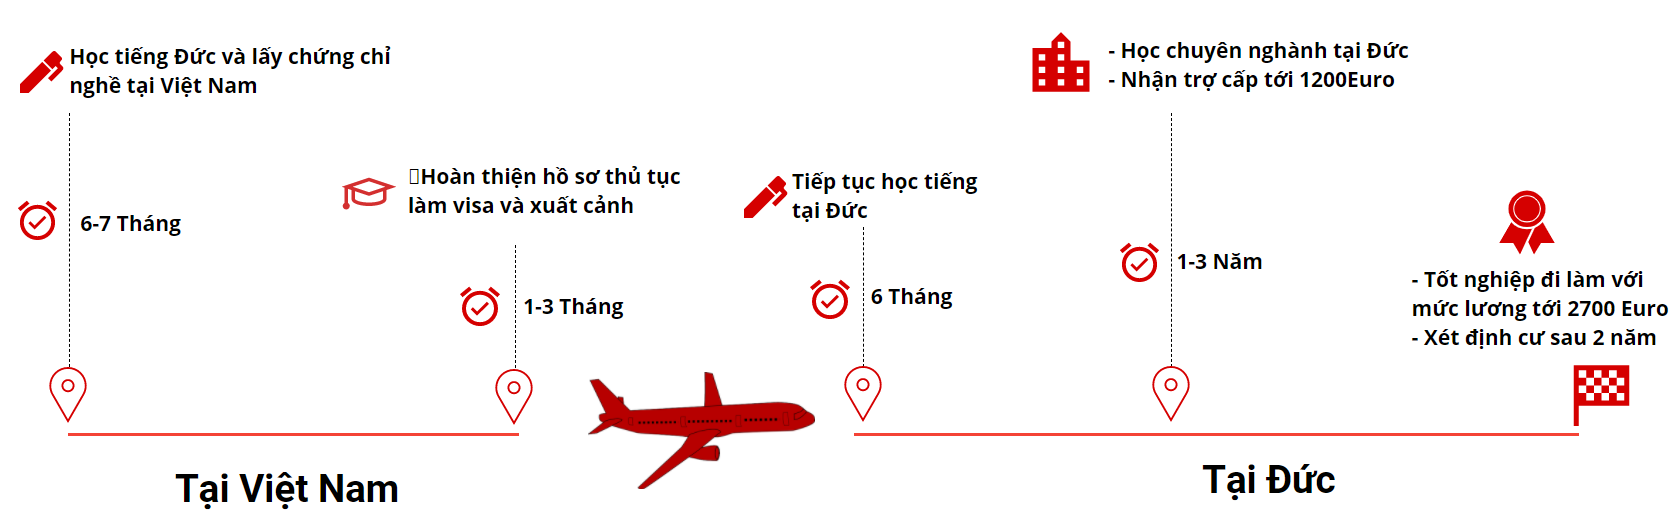 Học tiếng Đức và lấy chứng chỉ
nghề tại Việt Nam
6-7 Tháng
Hoàn thiện hồ sơ thủ tục
làm visa và xuất cảnh
1-3 Tháng
Tiếp tục học tiếng
tại Đức
6 Tháng
- Học chuyên nghành tại Đức
- Nhận trợ cấp tới 1200Euro
1-3 Năm
- Tốt nghiệp đi làm với
mức lương tới 2700 Euro
- Xét định cư sau 2 năm
Tại Việt Nam
Tại Đức